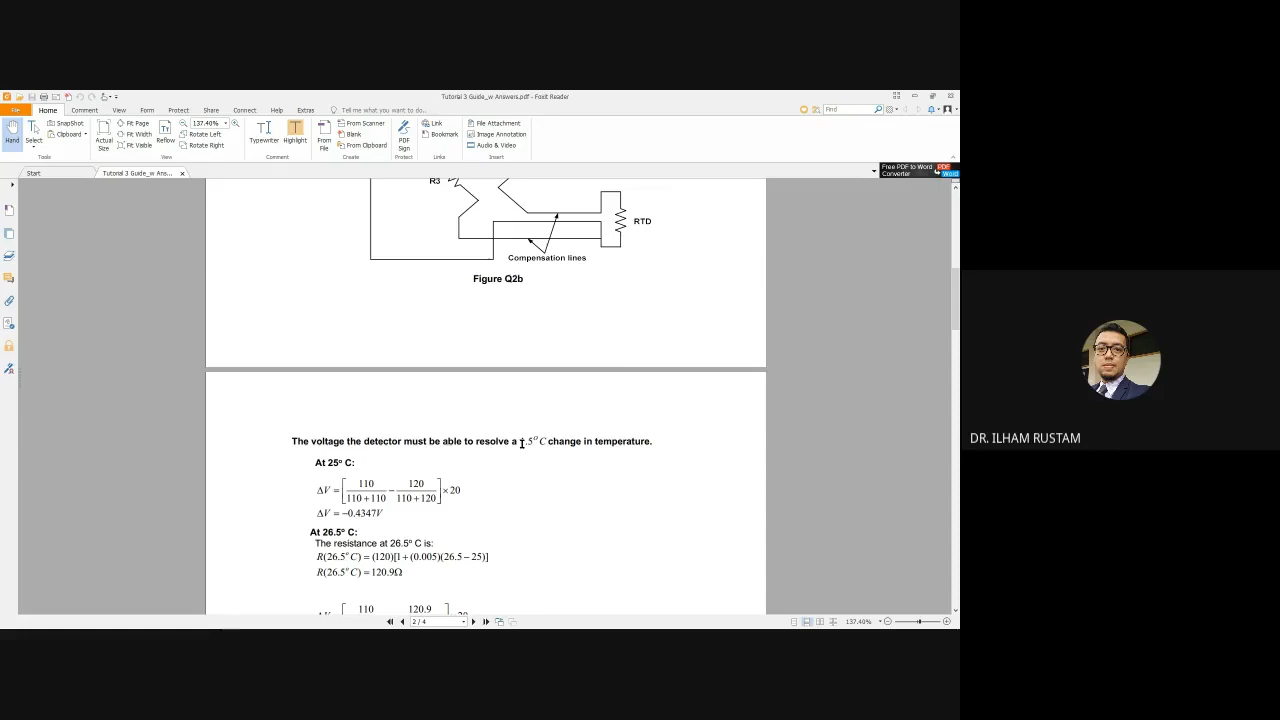 Tutorial 3 Guide_w Answers.pdf - Foxit Reader
File Home Comment View Form Protect Share Connect Help Extras Tell me what you want to do... Find
Hand Select SnapShot Clipboard Actual Size Fit Page Fit Width Fit Visible Reflow 137.40% Rotate Left Rotate Right Typewriter Highlight From File From Scanner Blank From Clipboard PDF Sign Link Bookmark File Attachment Image Annotation Audio & Video
Tools View Comment Create Protect Links Insert
Start Tutorial 3 Guide_w Ans... Free PDF to Word Converter PDF Word
R3
RTD
Compensation lines
Figure Q2b
The voltage the detector must be able to resolve a 1.5°C change in temperature.
At 25° C:
ΔV = [110/(110+110) − 120/(110+120)] × 20
ΔV = −0.4347V
At 26.5° C:
The resistance at 26.5° C is:
R(26.5°C) = (120)[1 + (0.005)(26.5 − 25)]
R(26.5°C) = 120.9Ω
110 120.9
2 / 4 137.40%
DR. ILHAM RUSTAM